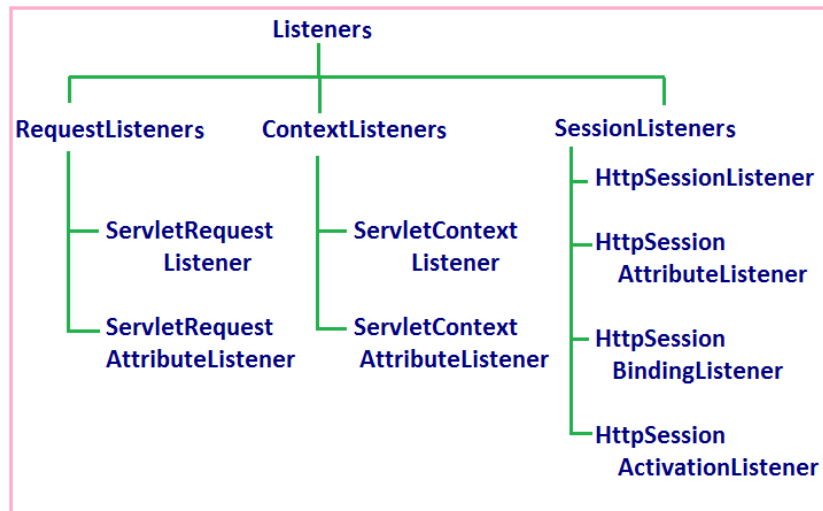 Listeners
RequestListeners
ContextListeners
SessionListeners
HttpSessionListener
ServletRequest
Listener
ServletContext
Listener
HttpSession
AttributeListener
ServletRequest
AttributeListener
ServletContext
AttributeListener
HttpSession
BindingListener
HttpSession
ActivationListener